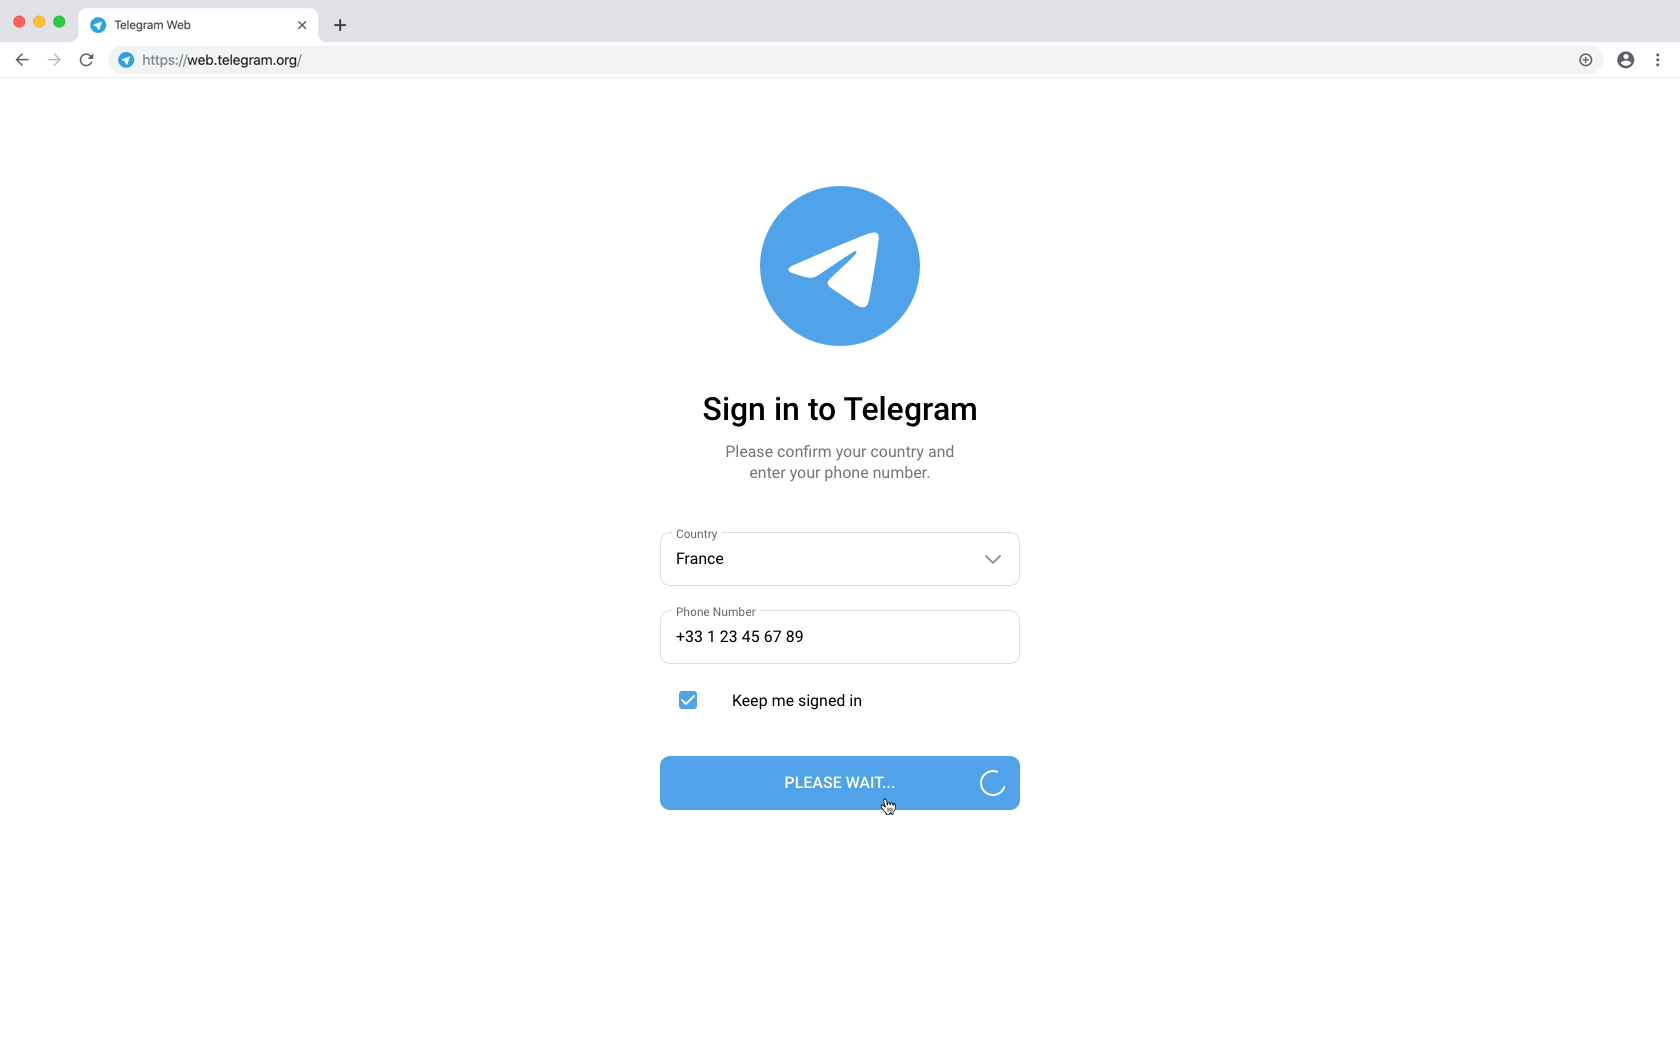 Telegram Web
https://web.telegram.org/
Sign in to Telegram
Please confirm your country and
enter your phone number.
Country
France
Phone Number
+33 1 23 45 67 89
Keep me signed in
PLEASE WAIT...